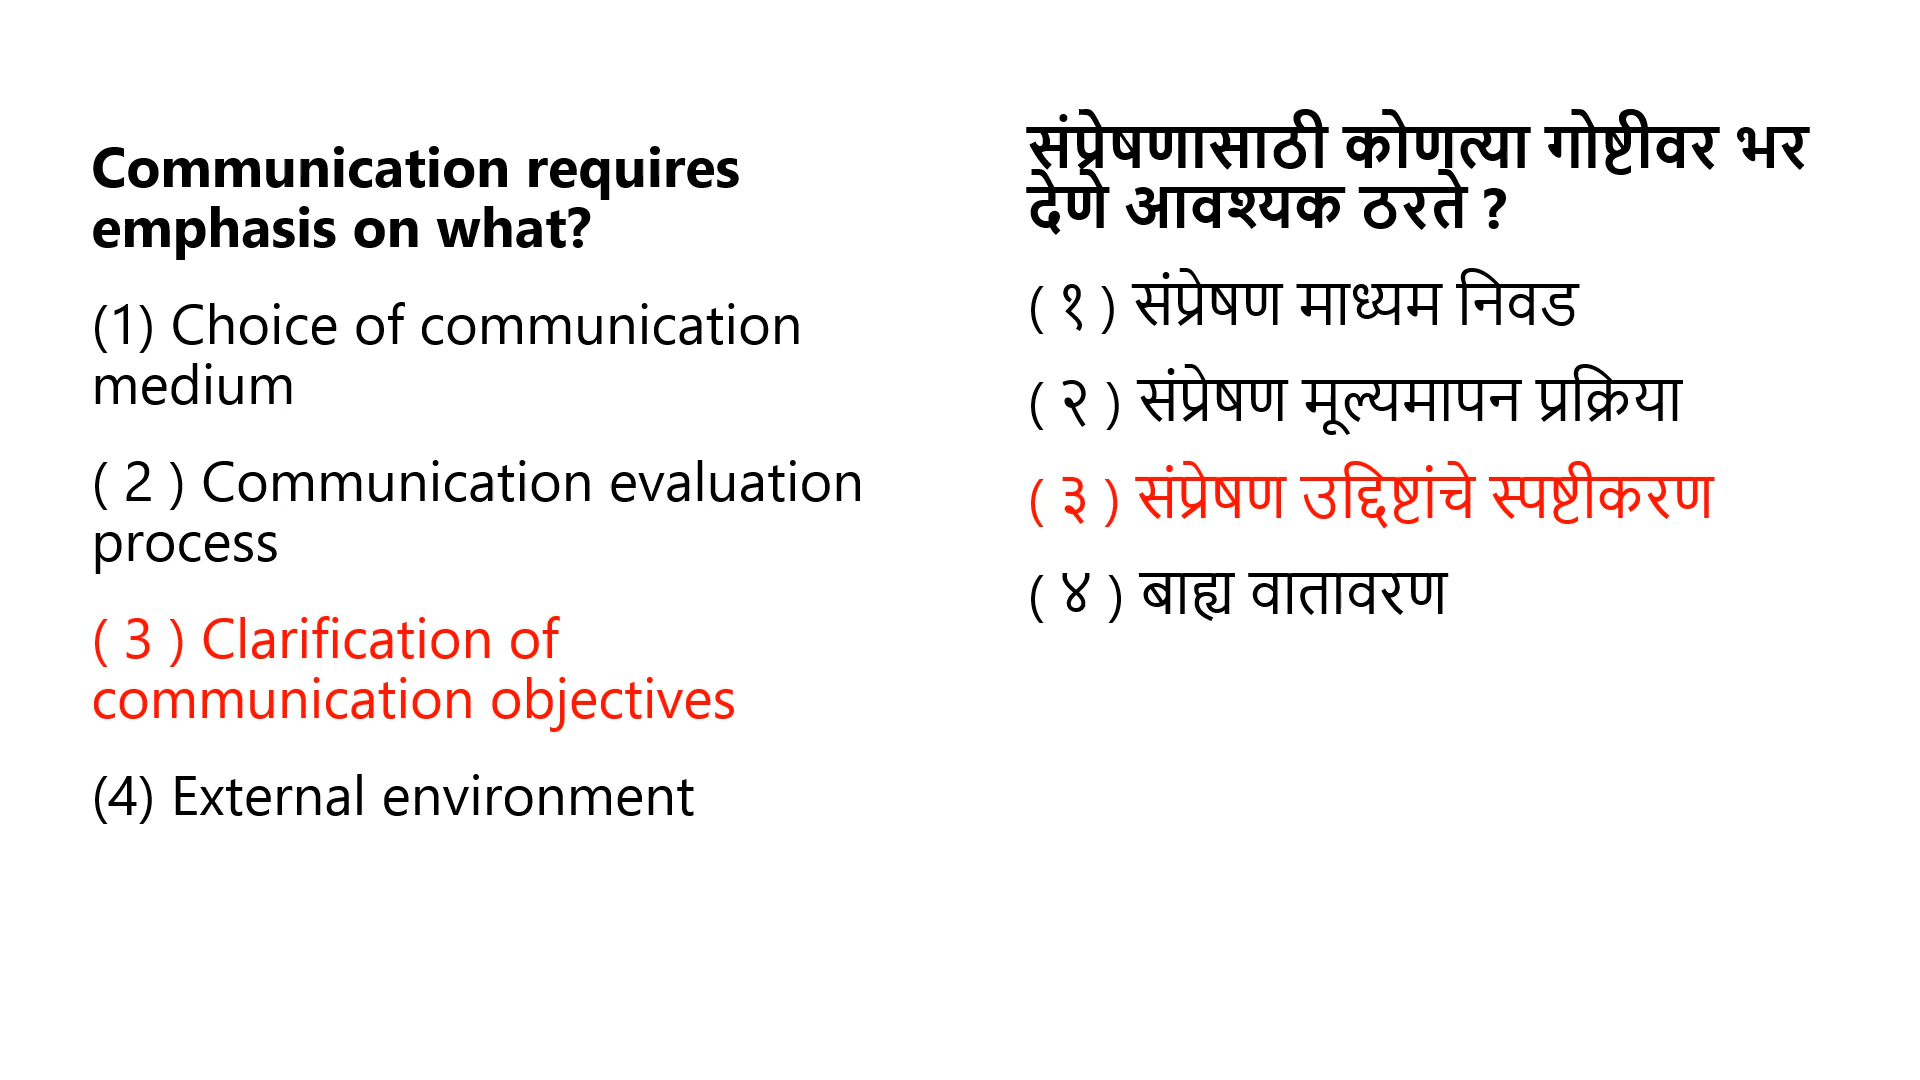 Communication requires
emphasis on what?
(1) Choice of communication
medium
( 2 ) Communication evaluation
process
( 3 ) Clarification of
communication objectives
(4) External environment
संप्रेषणासाठी कोणत्या गोष्टीवर भर
देणे आवश्यक ठरते ?
( १ ) संप्रेषण माध्यम निवड
( २ ) संप्रेषण मूल्यमापन प्रक्रिया
( ३ ) संप्रेषण उद्दिष्टांचे स्पष्टीकरण
( ४ ) बाह्य वातावरण